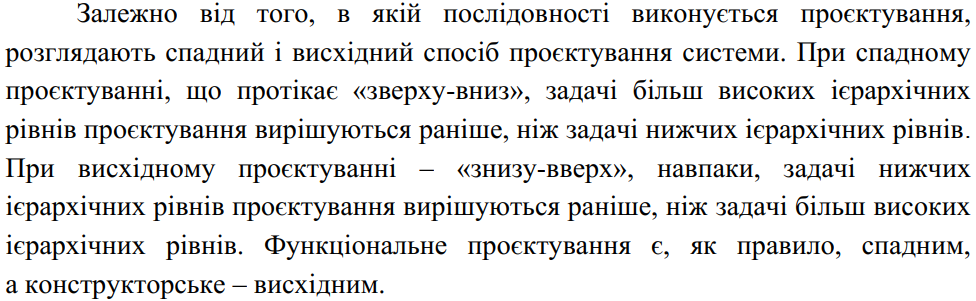 Залежно від того, в якій послідовності виконується проєктування,
розглядають спадний і висхідний спосіб проєктування системи. При спадному
проєктуванні, що протікає «зверху-вниз», задачі більш високих ієрархічних
рівнів проєктування вирішуються раніше, ніж задачі нижчих ієрархічних рівнів.
При висхідному проєктуванні – «знизу-вверх», навпаки, задачі нижчих
ієрархічних рівнів проєктування вирішуються раніше, ніж задачі більш високих
ієрархічних рівнів. Функціональне проєктування є, як правило, спадним,
а конструкторське – висхідним.